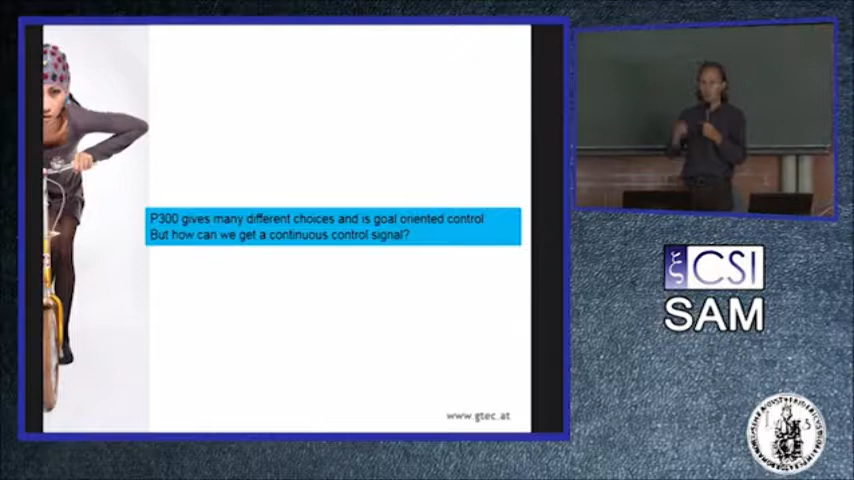 P300 gives many different choices and is goal oriented control
But how can we get a continuous control signal?
www.gtec.at
CSI
SAM